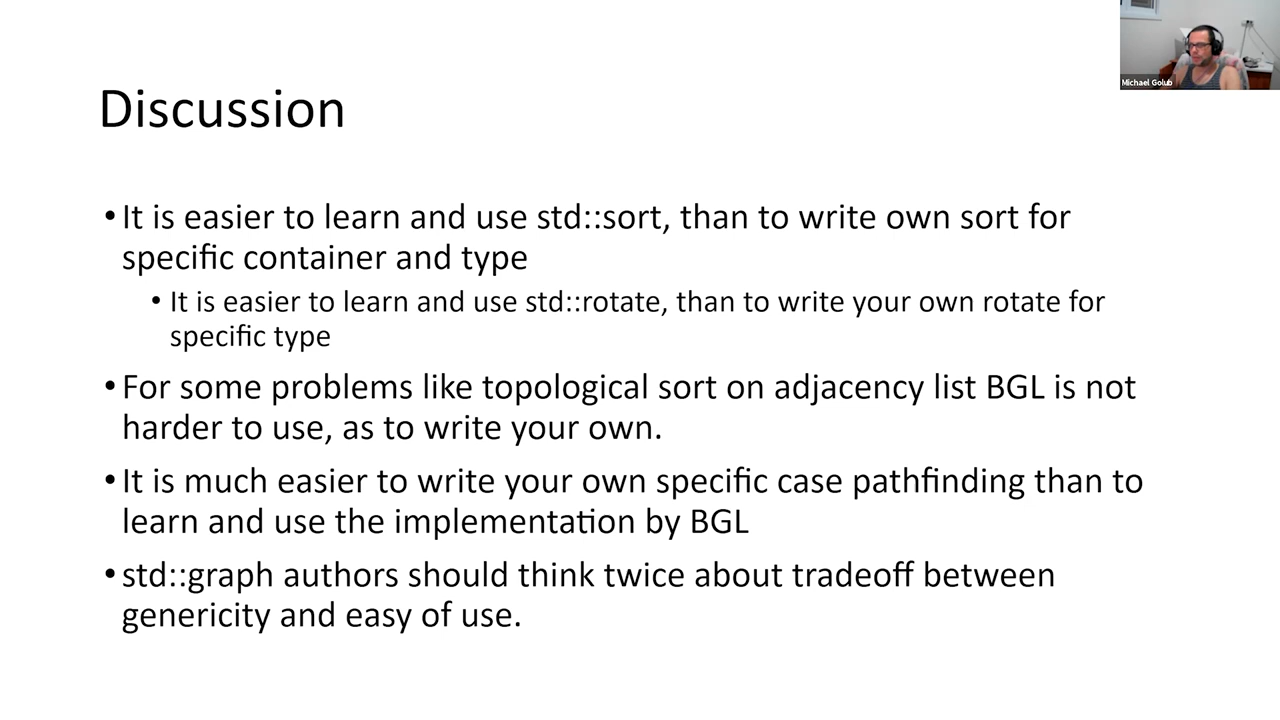 Michael Golub
Discussion
• It is easier to learn and use std::sort, than to write own sort for
specific container and type
• It is easier to learn and use std::rotate, than to write your own rotate for
specific type
• For some problems like topological sort on adjacency list BGL is not
harder to use, as to write your own.
• It is much easier to write your own specific case pathfinding than to
learn and use the implementation by BGL
• std::graph authors should think twice about tradeoff between
genericity and easy of use.